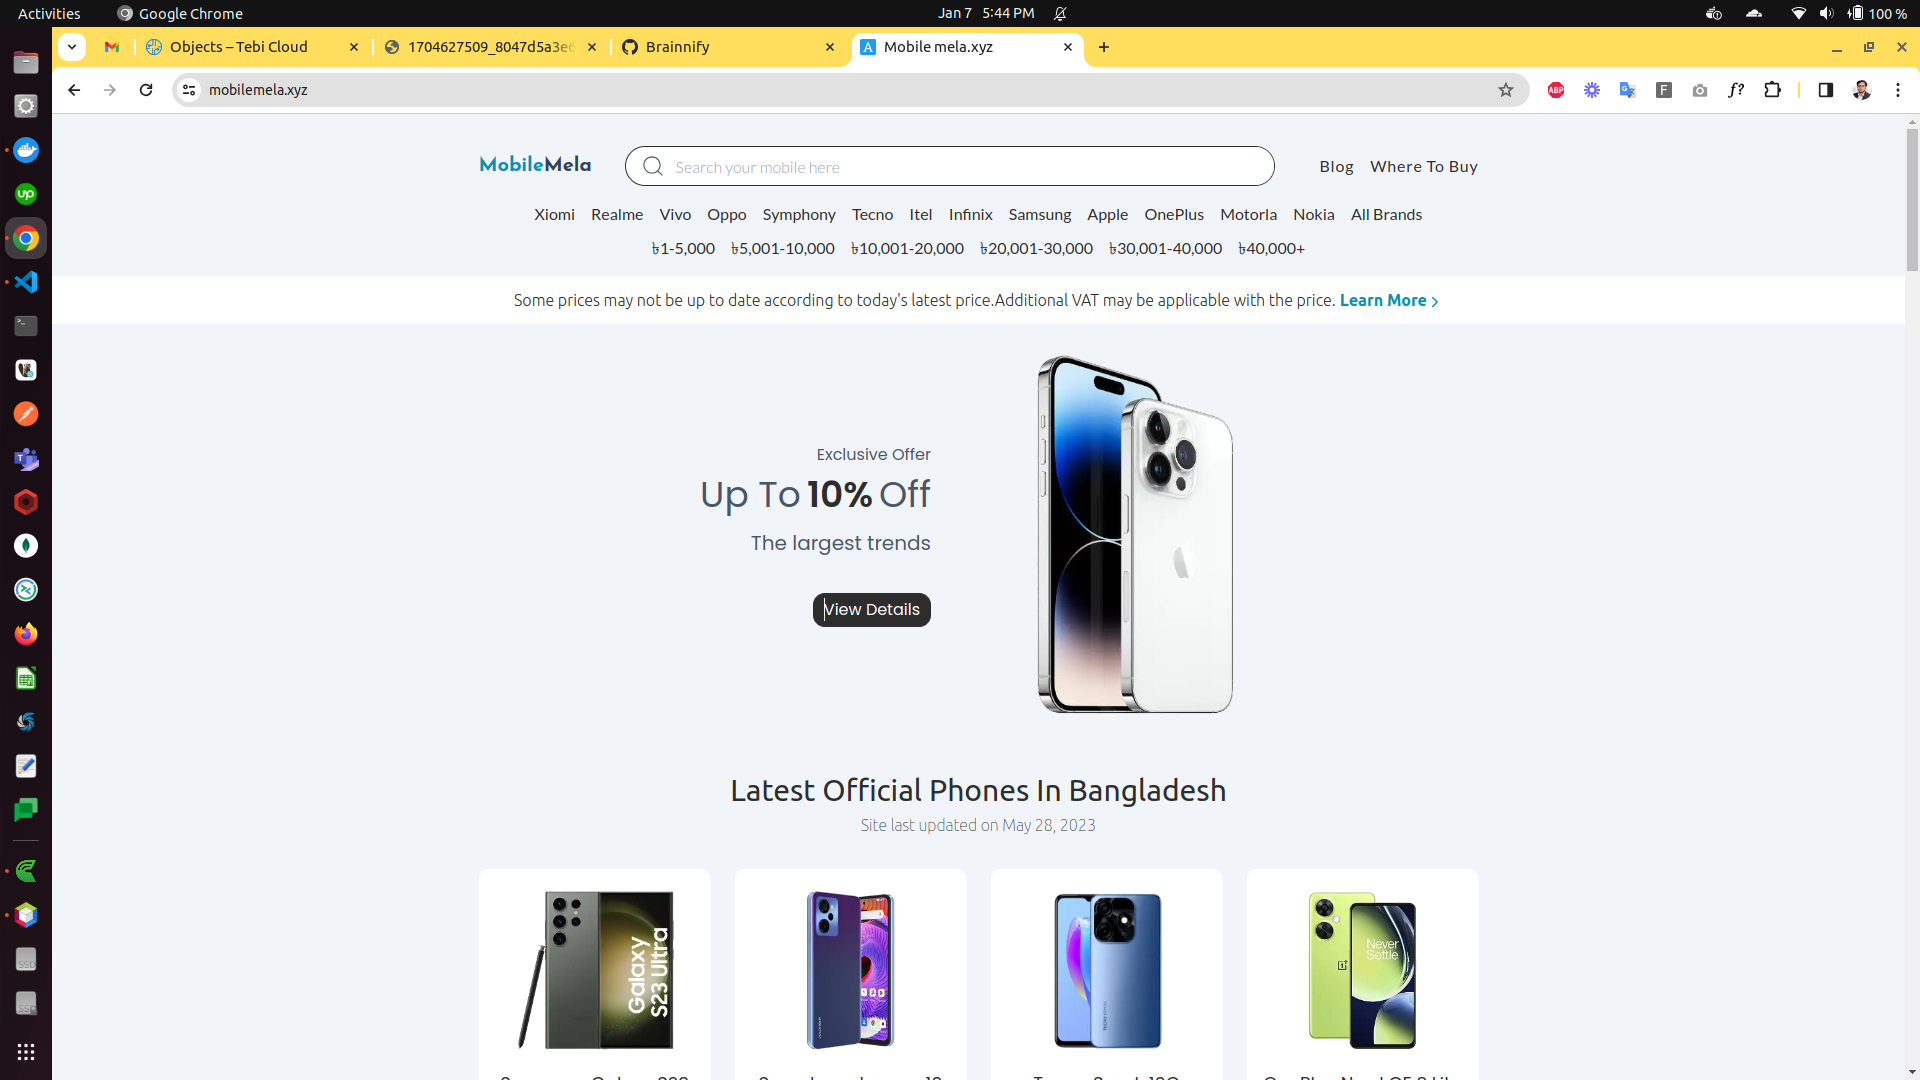 Activities Google Chrome Jan 7 5:44 PM 100 %
Objects – Tebi Cloud 1704627509_8047d5a3e Brainnify Mobile mela.xyz
mobilemela.xyz
MobileMela Search your mobile here Blog Where To Buy
Xiomi Realme Vivo Oppo Symphony Tecno Itel Infinix Samsung Apple OnePlus Motorla Nokia All Brands
৳1-5,000 ৳5,001-10,000 ৳10,001-20,000 ৳20,001-30,000 ৳30,001-40,000 ৳40,000+
Some prices may not be up to date according to today's latest price.Additional VAT may be applicable with the price. Learn More
Exclusive Offer
Up To 10% Off
The largest trends
View Details
Latest Official Phones In Bangladesh
Site last updated on May 28, 2023
Galaxy
S23 Ultra
Never
Settle